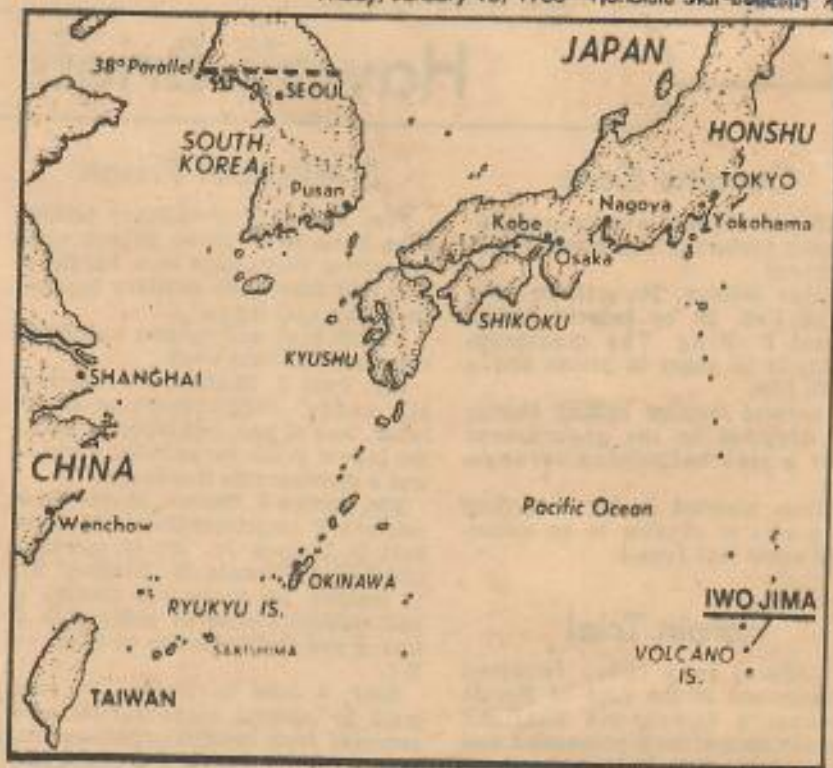 JAPAN
38° Parallel
SEOUL
HONSHU
SOUTH
KOREA
TOKYO
Pusan
Nagoya
Kobe
Yokohama
Osaka
SHIKOKU
KYUSHU
SHANGHAI
CHINA
Pacific Ocean
Wenchow
OKINAWA
IWO JIMA
RYUKYU IS.
SAKISHIMA
VOLCANO
IS.
TAIWAN